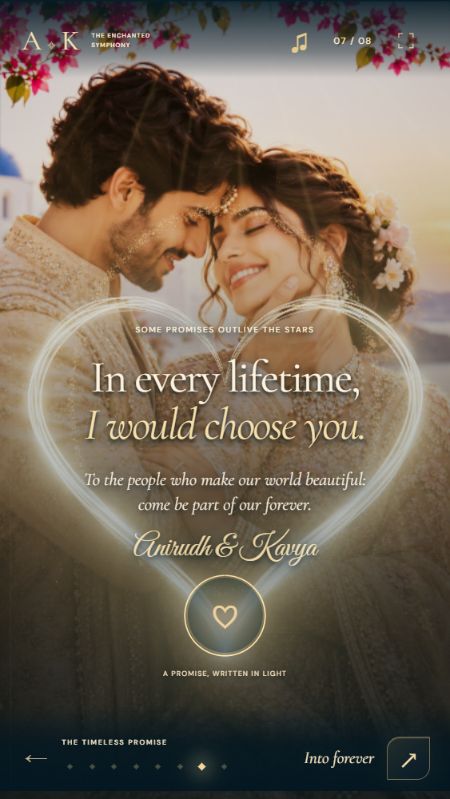 A K
THE ENCHANTED
SYMPHONY
07 / 08
SOME PROMISES OUTLIVE THE STARS
In every lifetime,
I would choose you.
To the people who make our world beautiful:
come be part of our forever.
Anirudh & Kavya
A PROMISE, WRITTEN IN LIGHT
THE TIMELESS PROMISE
Into forever